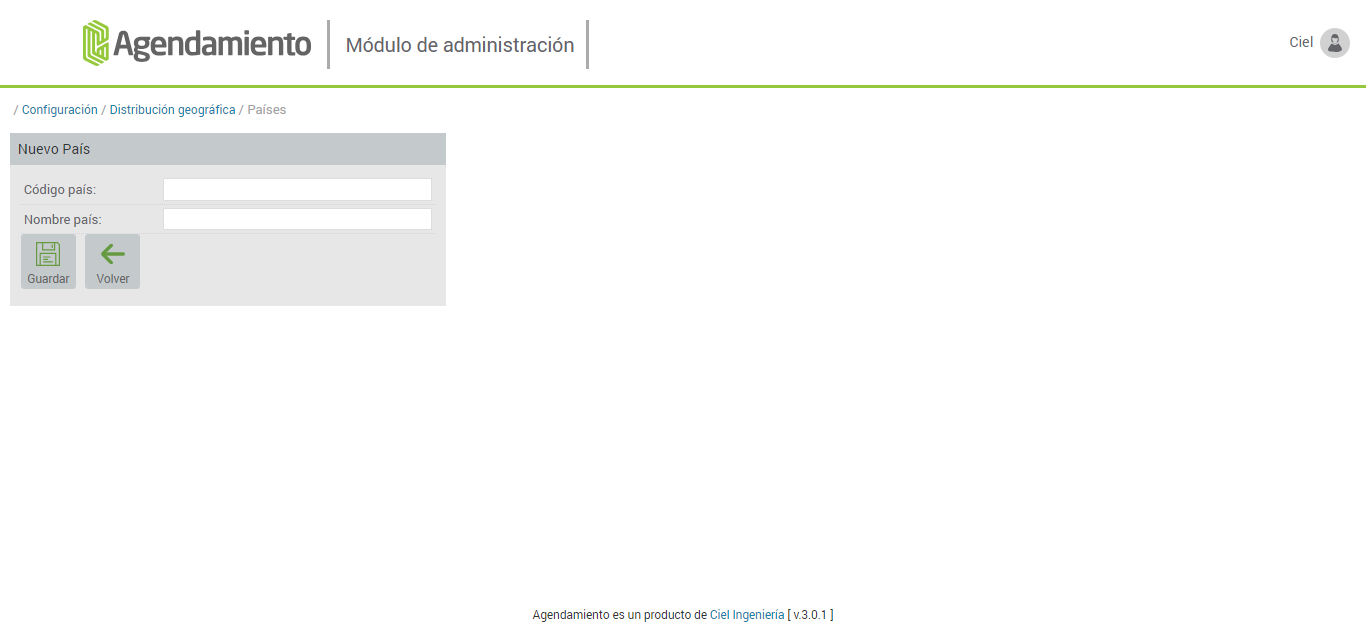 Agendamiento
Módulo de administración
Ciel
/ Configuración / Distribución geográfica / Países
Nuevo País
Código país:
Nombre país:
Guardar
Volver
Agendamiento es un producto de Ciel Ingeniería [ v.3.0.1 ]